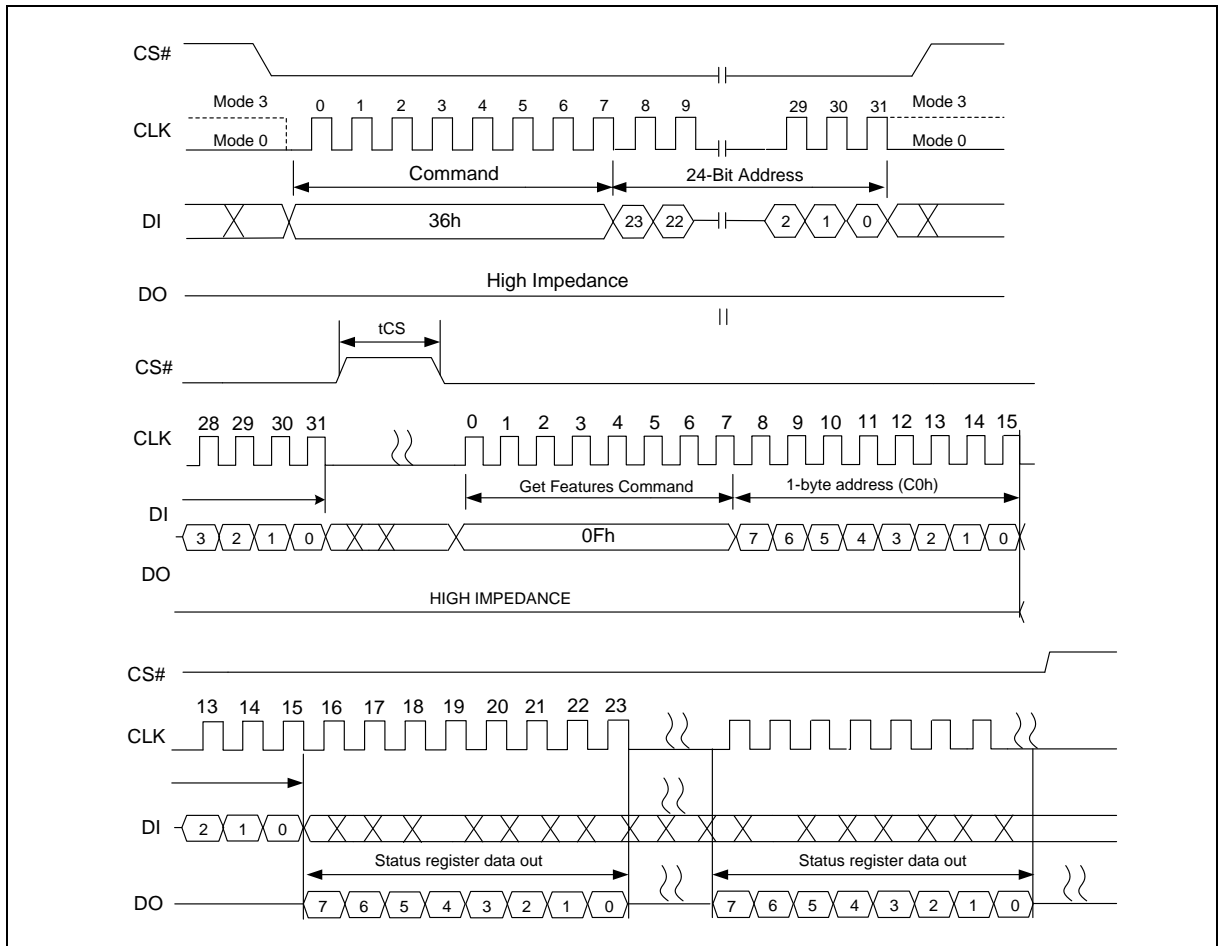 CS#
Mode 3 0 1 2 3 4 5 6 7 8 9 29 30 31 Mode 3
CLK
Mode 0 Mode 0
Command 24-Bit Address
DI 36h 23 22 2 1 0
High Impedance
DO
tCS
CS#
28 29 30 31 0 1 2 3 4 5 6 7 8 9 10 11 12 13 14 15
CLK
Get Features Command 1-byte address (C0h)
DI
3 2 1 0 0Fh 7 6 5 4 3 2 1 0
DO
HIGH IMPEDANCE
CS#
13 14 15 16 17 18 19 20 21 22 23
CLK
DI 2 1 0
Status register data out Status register data out
DO 7 6 5 4 3 2 1 0 7 6 5 4 3 2 1 0